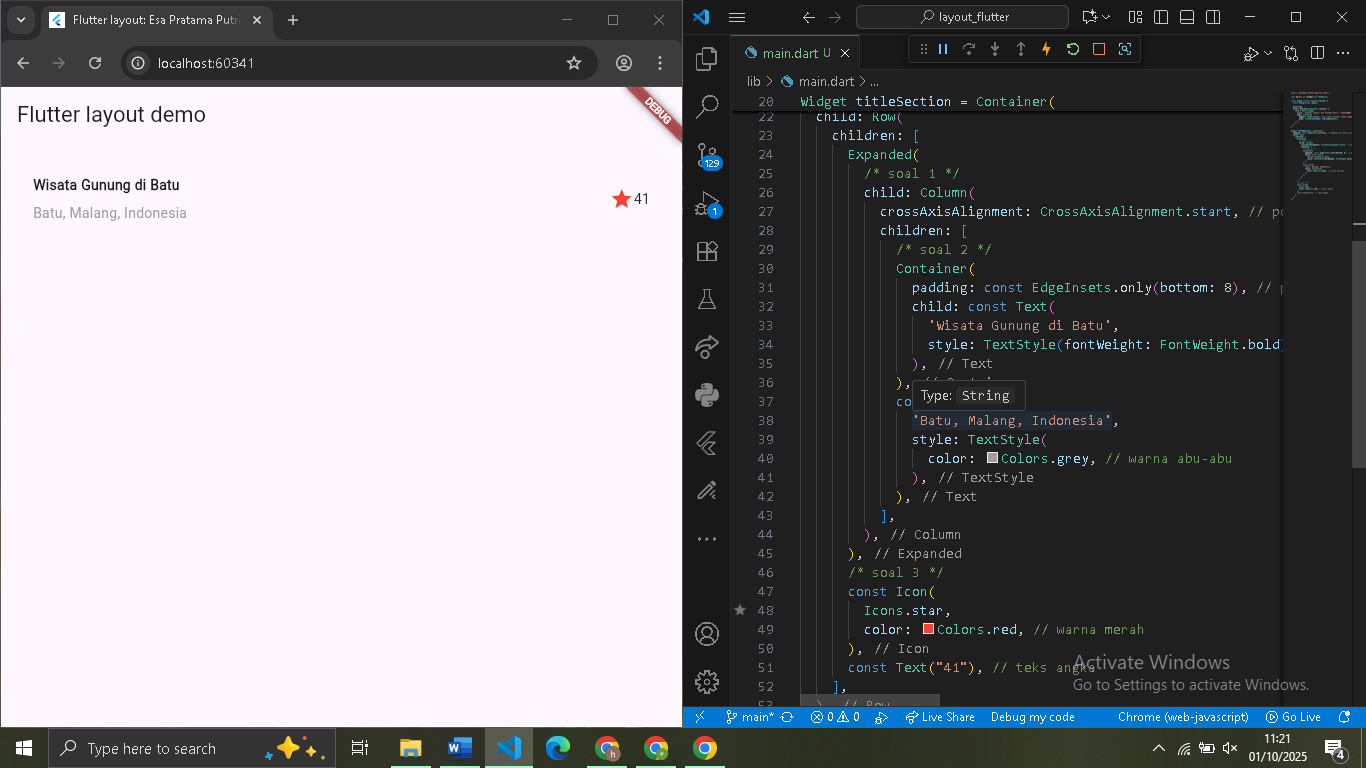 Flutter layout: Esa Pratama Putr
localhost:60341
DEBUG
Flutter layout demo
Wisata Gunung di Batu
Batu, Malang, Indonesia
41
layout_flutter
main.dart U
lib > main.dart > ...
20 Widget titleSection = Container(
22 child: Row(
23 children: [
24 Expanded(
25 /* soal 1 */
26 child: Column(
27 crossAxisAlignment: CrossAxisAlignment.start, // po
28 children: [
29 /* soal 2 */
30 Container(
31 padding: const EdgeInsets.only(bottom: 8), // p
32 child: const Text(
33 'Wisata Gunung di Batu',
34 style: TextStyle(fontWeight: FontWeight.bold)
35 ), // Text
36 ),
Type: String
37 co
38 'Batu, Malang, Indonesia',
39 style: TextStyle(
40 color: Colors.grey, // warna abu-abu
41 ), // TextStyle
42 ), // Text
43 ],
44 ), // Column
45 ), // Expanded
46 /* soal 3 */
47 const Icon(
48 Icons.star,
49 color: Colors.red, // warna merah
50 ), // Icon
51 const Text("41"), // teks angka
52 ],
53 ), // Row
129
1
Activate Windows
Go to Settings to activate Windows.
main* 0 0 Live Share Debug my code Chrome (web-javascript) Go Live
Type here to search
11:21
01/10/2025
4